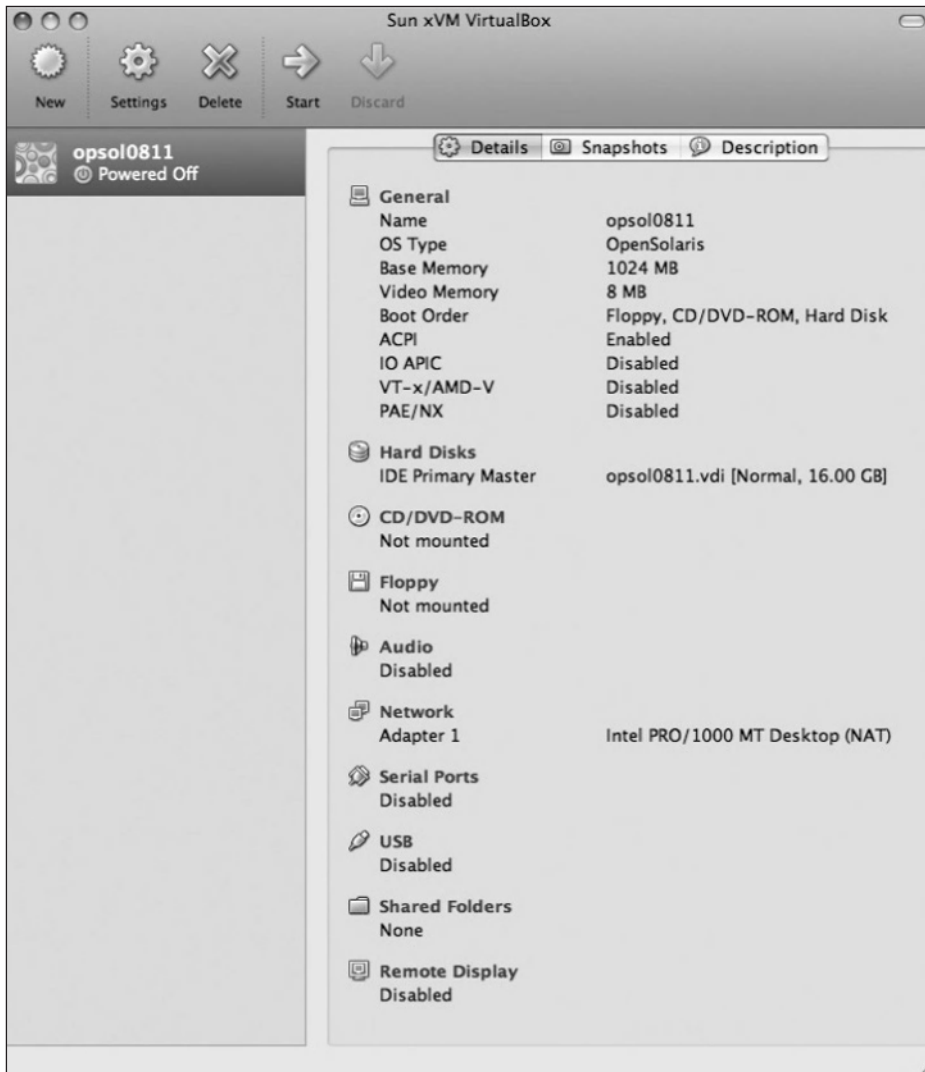 Sun xVM VirtualBox
New Settings Delete Start Discard
opsol0811
Powered Off
Details Snapshots Description
General
Name opsol0811
OS Type OpenSolaris
Base Memory 1024 MB
Video Memory 8 MB
Boot Order Floppy, CD/DVD-ROM, Hard Disk
ACPI Enabled
IO APIC Disabled
VT-x/AMD-V Disabled
PAE/NX Disabled
Hard Disks
IDE Primary Master opsol0811.vdi [Normal, 16.00 GB]
CD/DVD-ROM
Not mounted
Floppy
Not mounted
Audio
Disabled
Network
Adapter 1 Intel PRO/1000 MT Desktop (NAT)
Serial Ports
Disabled
USB
Disabled
Shared Folders
None
Remote Display
Disabled